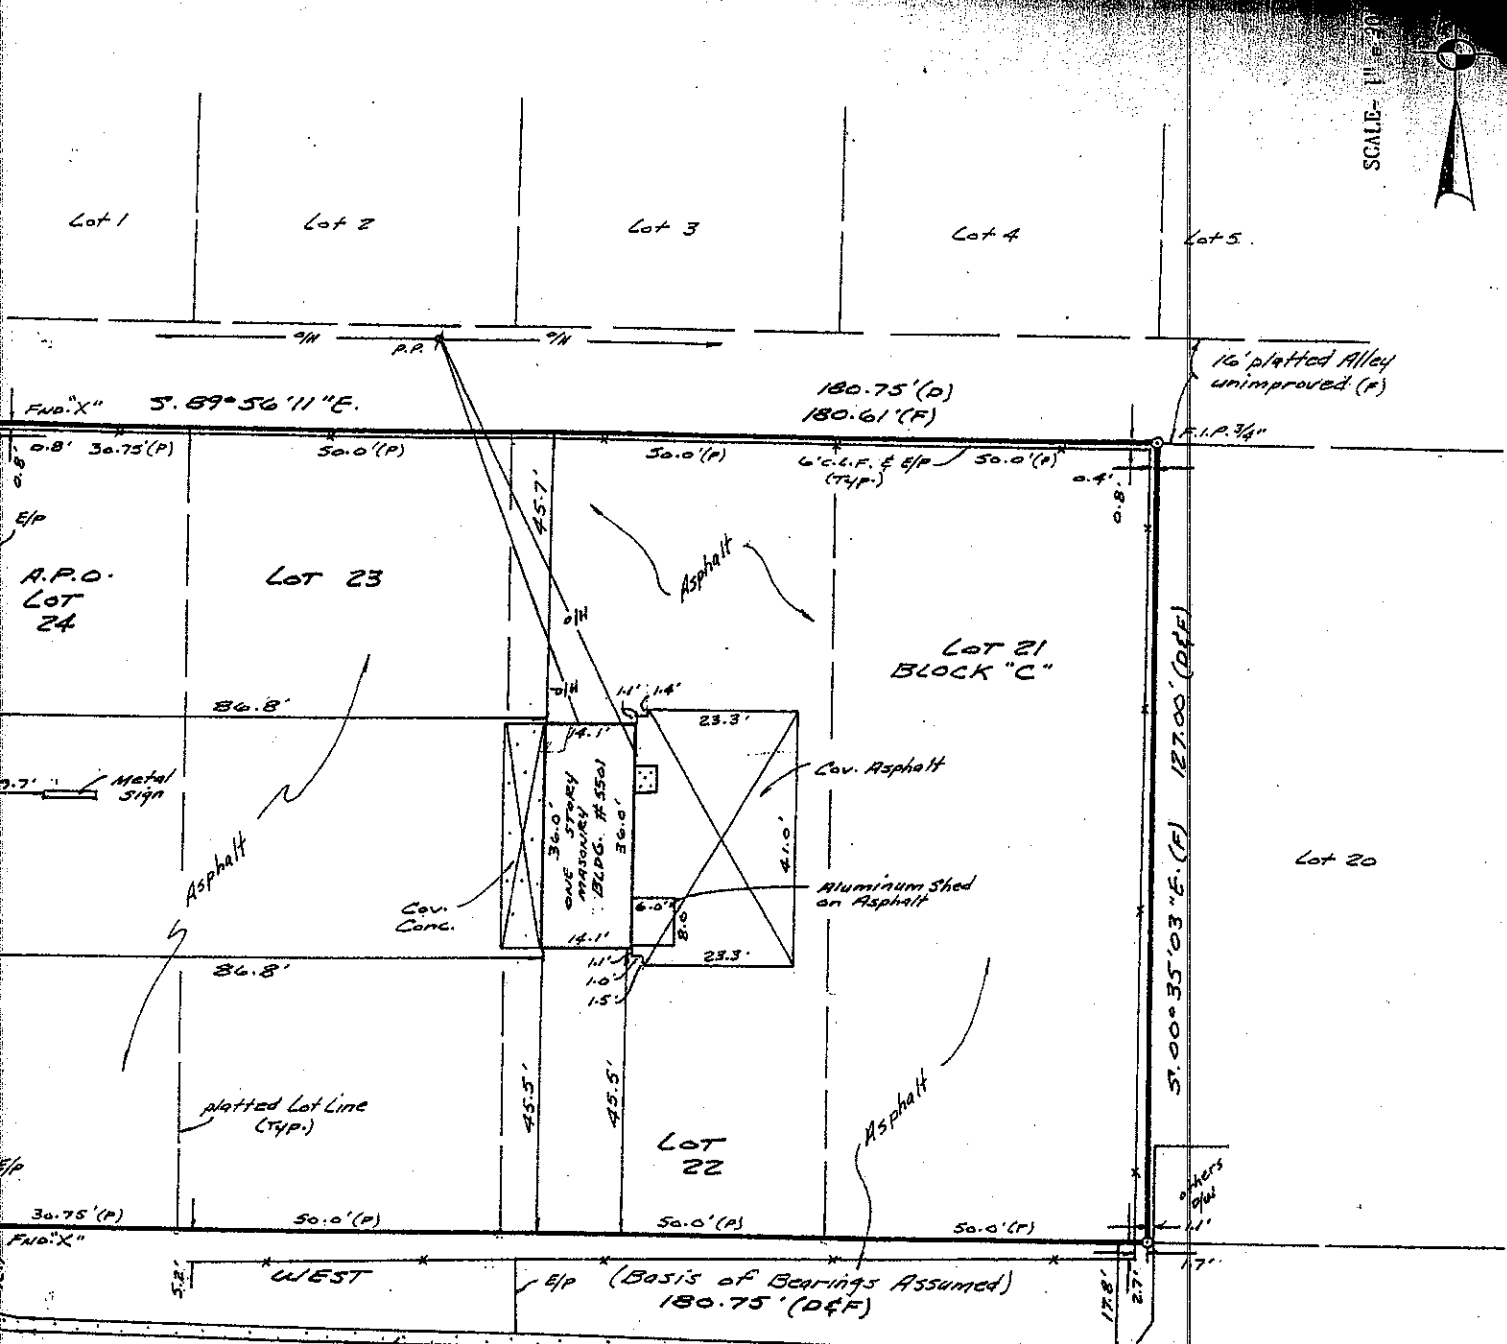 SCALE- 1" = 20
Lot 1
Lot 2
Lot 3
Lot 4
Lot 5.
O/H
O/H
P.P.
16' platted Alley
unimproved (P)
FND. "X"
S. 89° 56' 11" E.
180.75' (D)
180.61' (F)
F.I.P. 3/4"
0.8'
30.75' (P)
50.0' (P)
50.0' (P)
6' C.L.F. & E/P
(Typ.)
50.0' (P)
0.4'
0.8'
0.8'
E/P
45.7'
A.P.O.
LOT
24
LOT 23
Asphalt
O/H
O/H
LOT 21
BLOCK "C"
S. 00° 35' 03" E. (F) 127.00' (D&F)
86.8'
1.1'
1.4'
14.1'
23.3'
Metal
Sign
Cov. Asphalt
36.0'
ONE STORY
MASONRY
BLDG. # 5501
36.0'
41.0'
Lot 20
Asphalt
Cov.
Conc.
Aluminum Shed
on Asphalt
6.0'
8.0
14.1'
86.8'
1.1'
1.0'
1.5'
23.3'
45.5'
45.5'
Asphalt
platted Lot Line
(Typ.)
LOT
22
E/P
others
P/W
30.75' (P)
50.0' (P)
50.0' (P)
50.0' (P)
1.1'
FND. "X"
1.7'
5.2'
WEST
E/P
(Basis of Bearings Assumed)
180.75' (D&F)
17.8'
2.7'